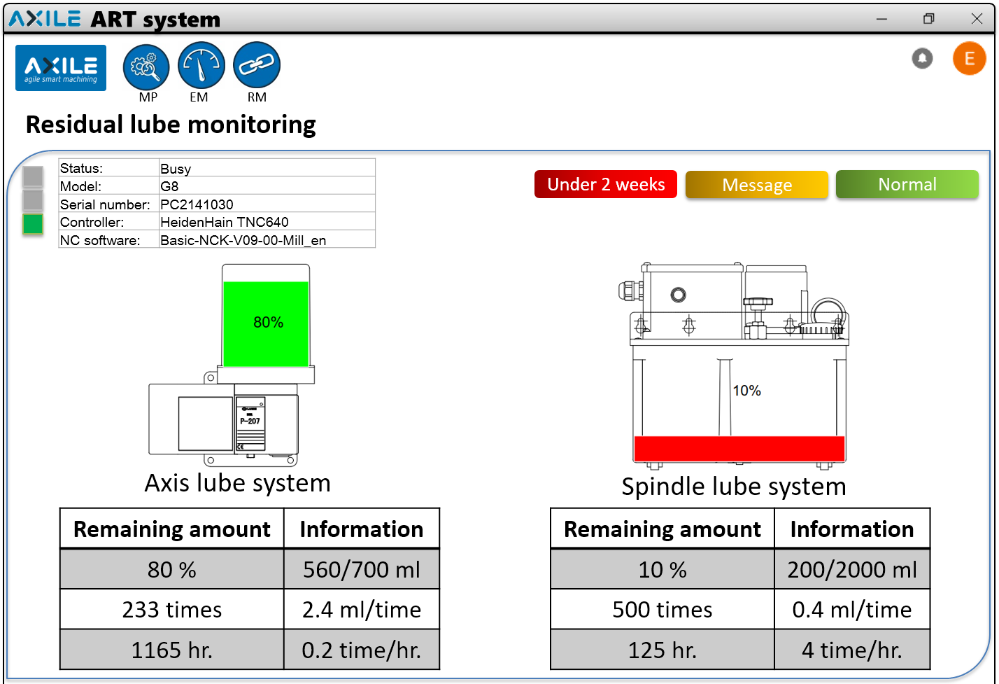 AXILE ART system
AXILE
agile smart machining
MP
EM
RM
E
Residual lube monitoring
Status: Busy
Model: G8
Serial number: PC2141030
Controller: HeidenHain TNC640
NC software: Basic-NCK-V09-00-Mill_en
Under 2 weeks
Message
Normal
80%
P-207
CE
10%
Axis lube system
Spindle lube system
Remaining amount Information
80 % 560/700 ml
233 times 2.4 ml/time
1165 hr. 0.2 time/hr.
Remaining amount Information
10 % 200/2000 ml
500 times 0.4 ml/time
125 hr. 4 time/hr.